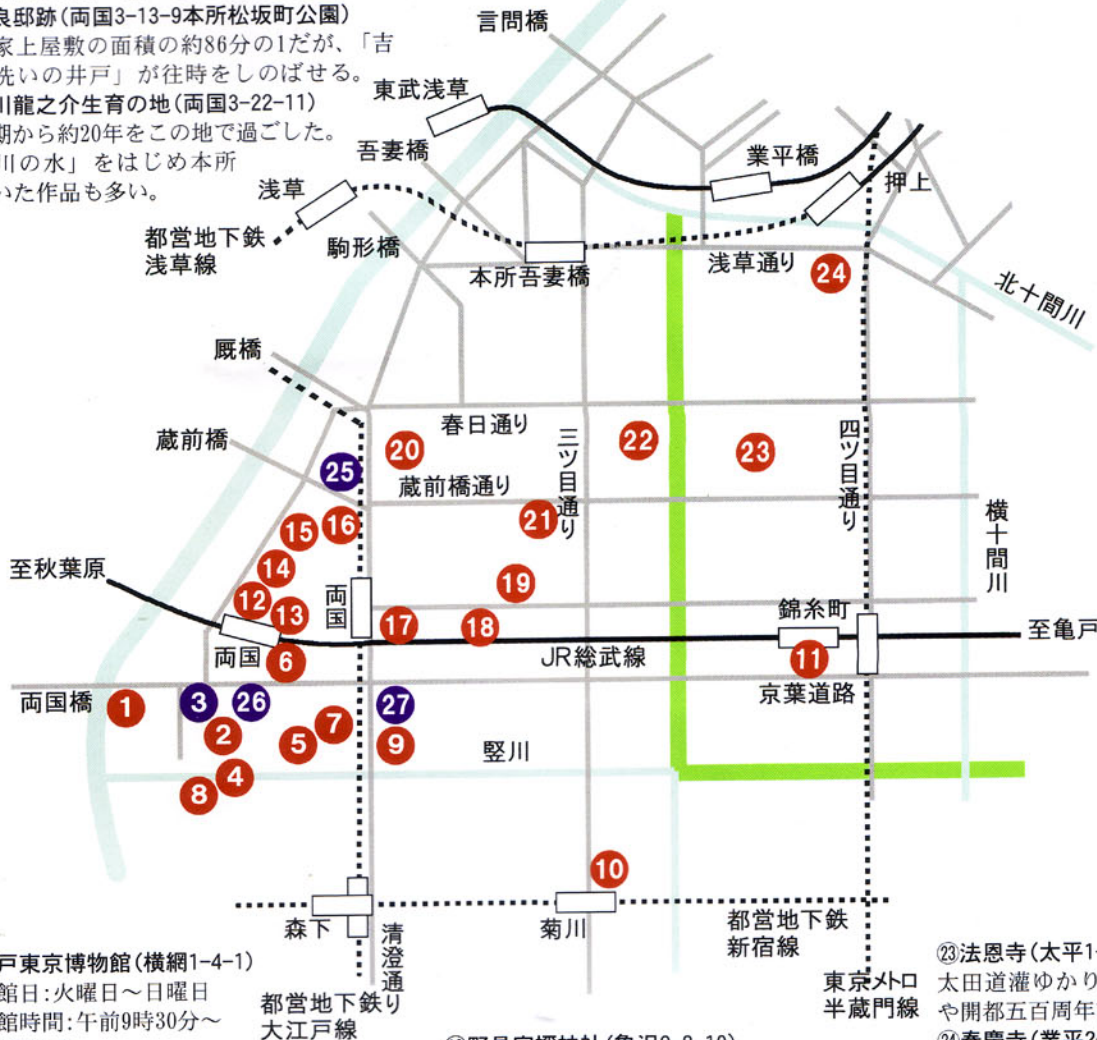 良邸跡(両国3-13-9本所松坂町公園)
家上屋敷の面積の約86分の1だが、「吉
洗いの井戸」が往時をしのばせる。
川龍之介生育の地(両国3-22-11)
期から約20年をこの地で過ごした。
川の水」をはじめ本所
いた作品も多い。
言問橋
東武浅草
吾妻橋
業平橋
押上
浅草
都営地下鉄
浅草線
駒形橋
本所吾妻橋
浅草通り
24
北十間川
厩橋
春日通り
三ツ目通り
四ツ目通り
蔵前橋
20
22
23
25
蔵前橋通り
横十間川
15
16
21
至秋葉原
14
19
12
13
両国
17
18
錦糸町
至亀戸
両国
6
JR総武線
11
両国橋
1
3
26
27
京葉道路
2
5
7
9
竪川
8
4
10
森下
清澄通り
菊川
都営地下鉄
新宿線
都営地下鉄
大江戸線
東京メトロ
半蔵門線
戸東京博物館(横網1-4-1)
館日:火曜日~日曜日
館時間:午前9時30分~
㉓法恩寺(太平1-
太田道灌ゆかり
や開都五百周年